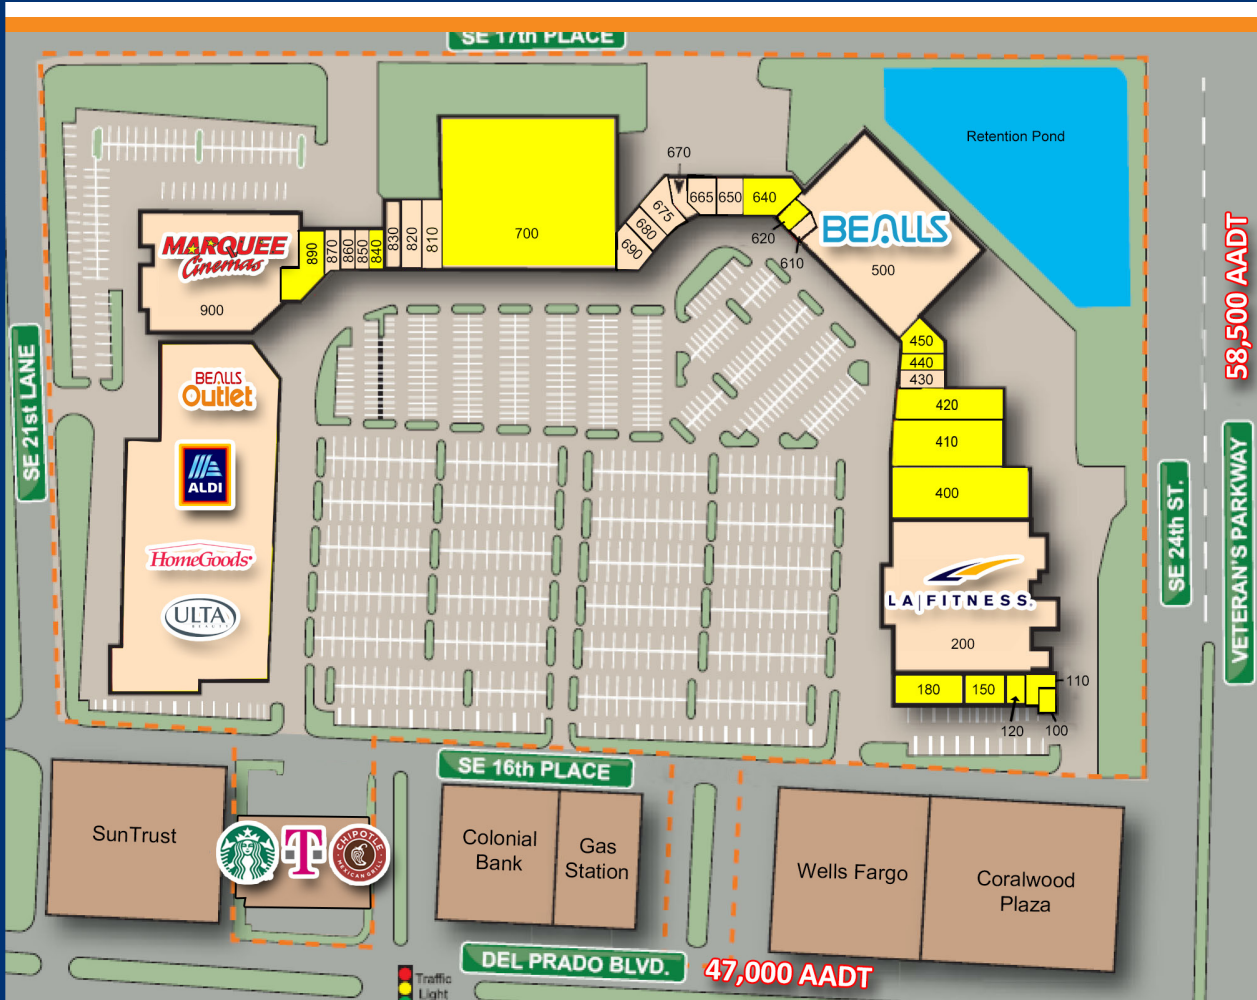 SE 17th PLACE
Retention Pond
670
665
650
640
675
680
690
620
610
BEALLS
500
700
830
820
810
890
870
860
850
840
MARQUEE
Cinemas
900
450
440
430
420
410
400
LA|FITNESS.
200
180
150
120
110
100
BEALLS
Outlet
ALDI
HomeGoods
ULTA
BEAUTY
SE 21st LANE
SE 24th ST.
VETERAN'S PARKWAY
58,500 AADT
SE 16th PLACE
SunTrust
T
CHIPOTLE
MEXICAN GRILL
Colonial
Bank
Gas
Station
Wells Fargo
Coralwood
Plaza
DEL PRADO BLVD.
47,000 AADT
Traffic
Light